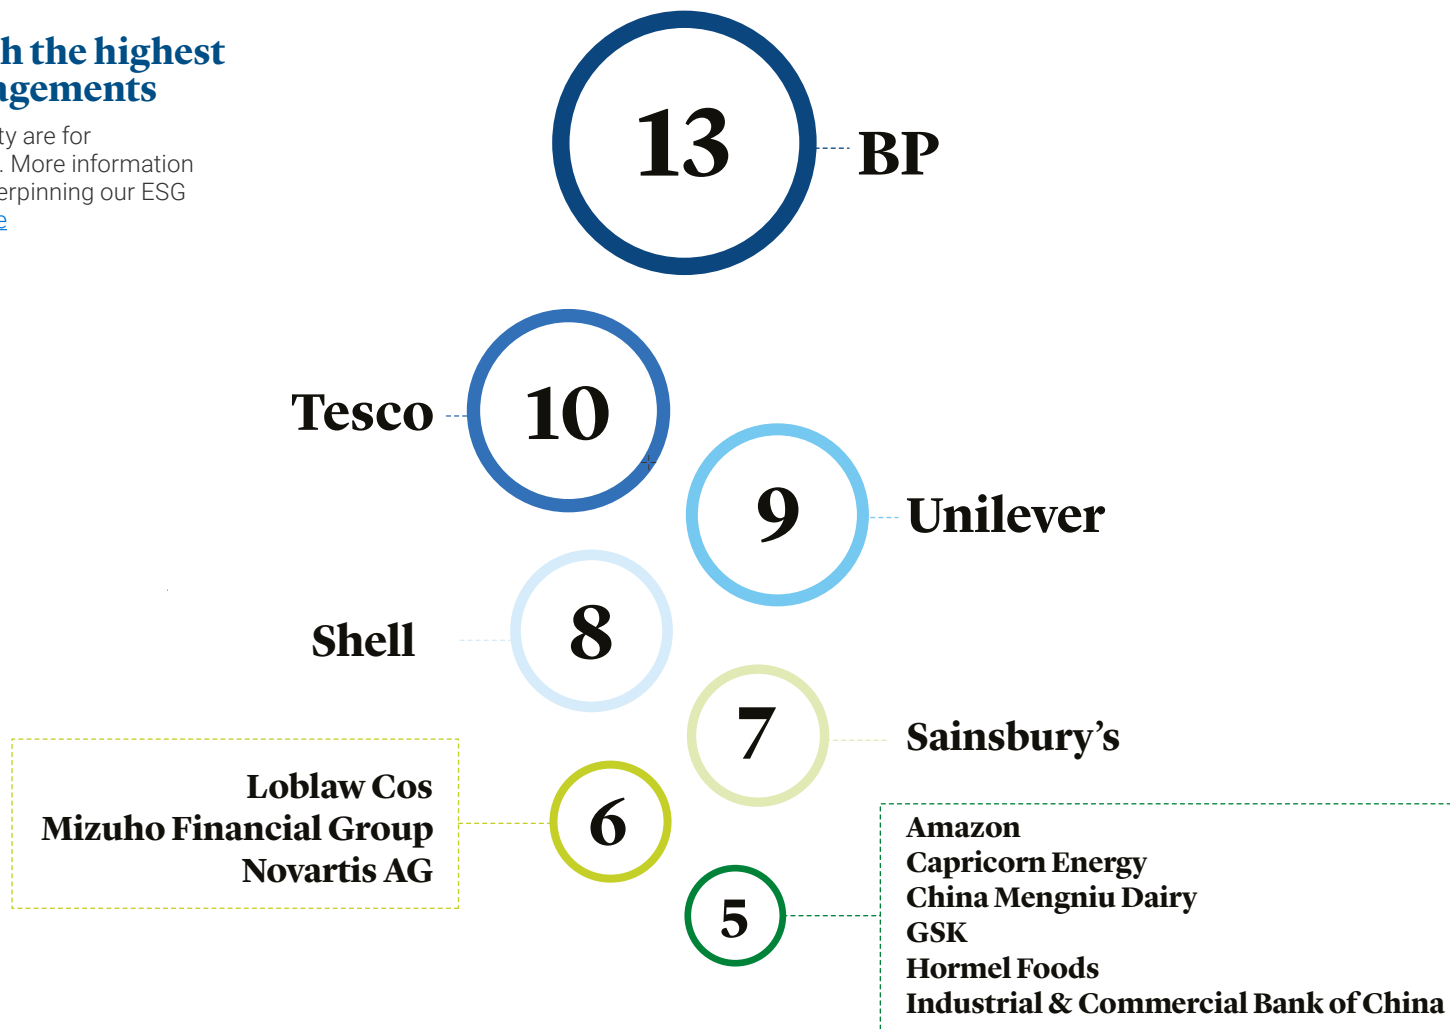 h the highest
agements
ty are for
. More information
erpinning our ESG
e
13
BP
Tesco
10
9
Unilever
Shell
8
7
Sainsbury’s
Loblaw Cos
Mizuho Financial Group
Novartis AG
6
5
Amazon
Capricorn Energy
China Mengniu Dairy
GSK
Hormel Foods
Industrial & Commercial Bank of China